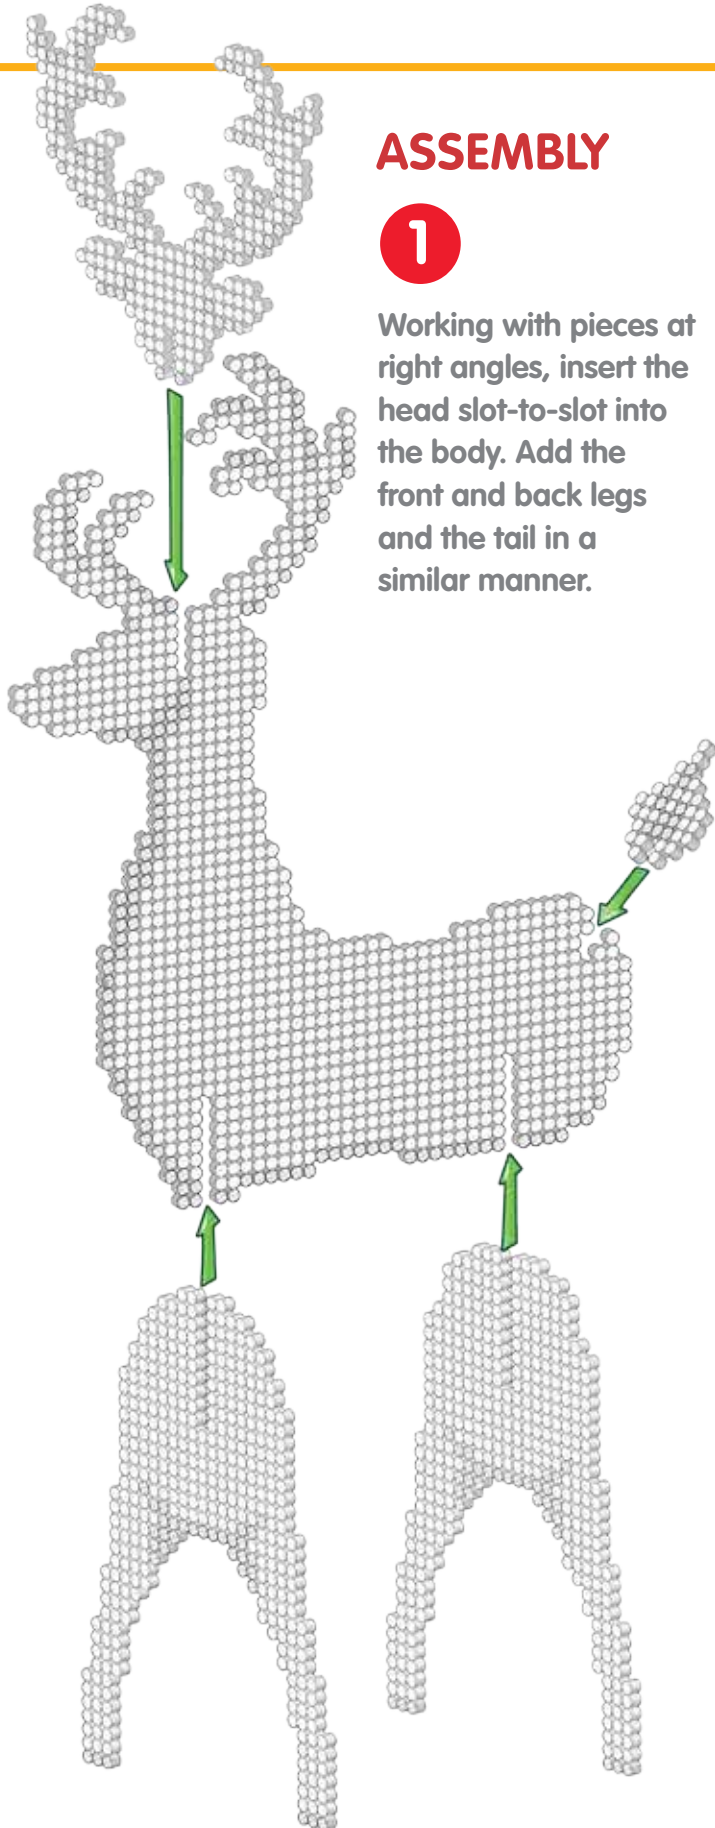 ASSEMBLY
1
Working with pieces at
right angles, insert the
head slot-to-slot into
the body. Add the
front and back legs
and the tail in a
similar manner.